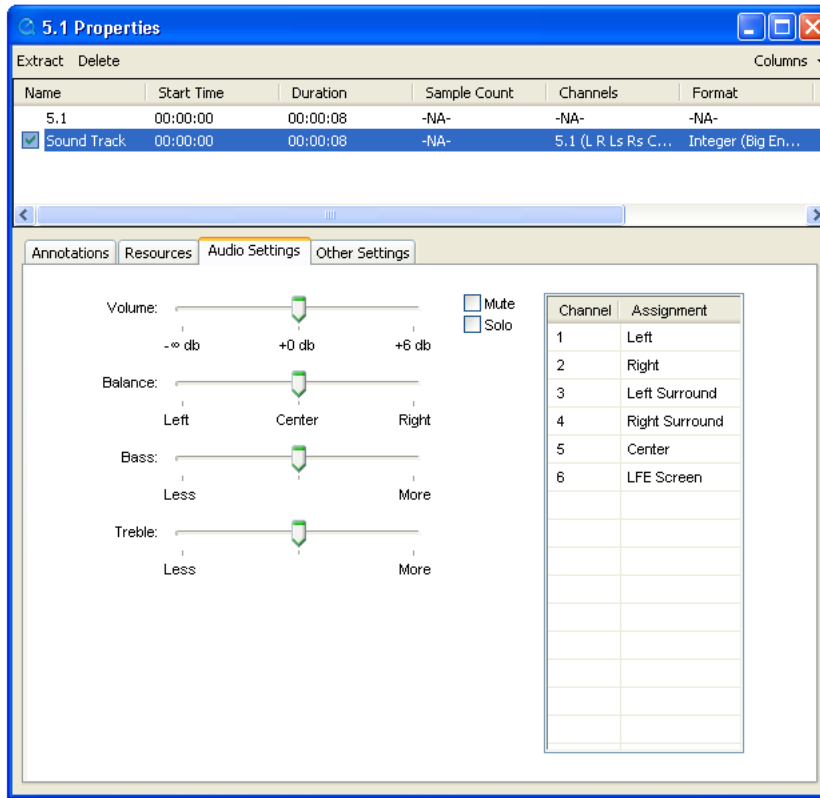 5.1 Properties
Extract Delete Columns
Name Start Time Duration Sample Count Channels Format
5.1 00:00:00 00:00:08 -NA- -NA- -NA-
Sound Track 00:00:00 00:00:08 -NA- 5.1 (L R Ls Rs C... Integer (Big En...
Annotations Resources Audio Settings Other Settings
Volume:
-∞ db +0 db +6 db
Mute
Solo
Balance:
Left Center Right
Bass:
Less More
Treble:
Less More
Channel Assignment
1 Left
2 Right
3 Left Surround
4 Right Surround
5 Center
6 LFE Screen